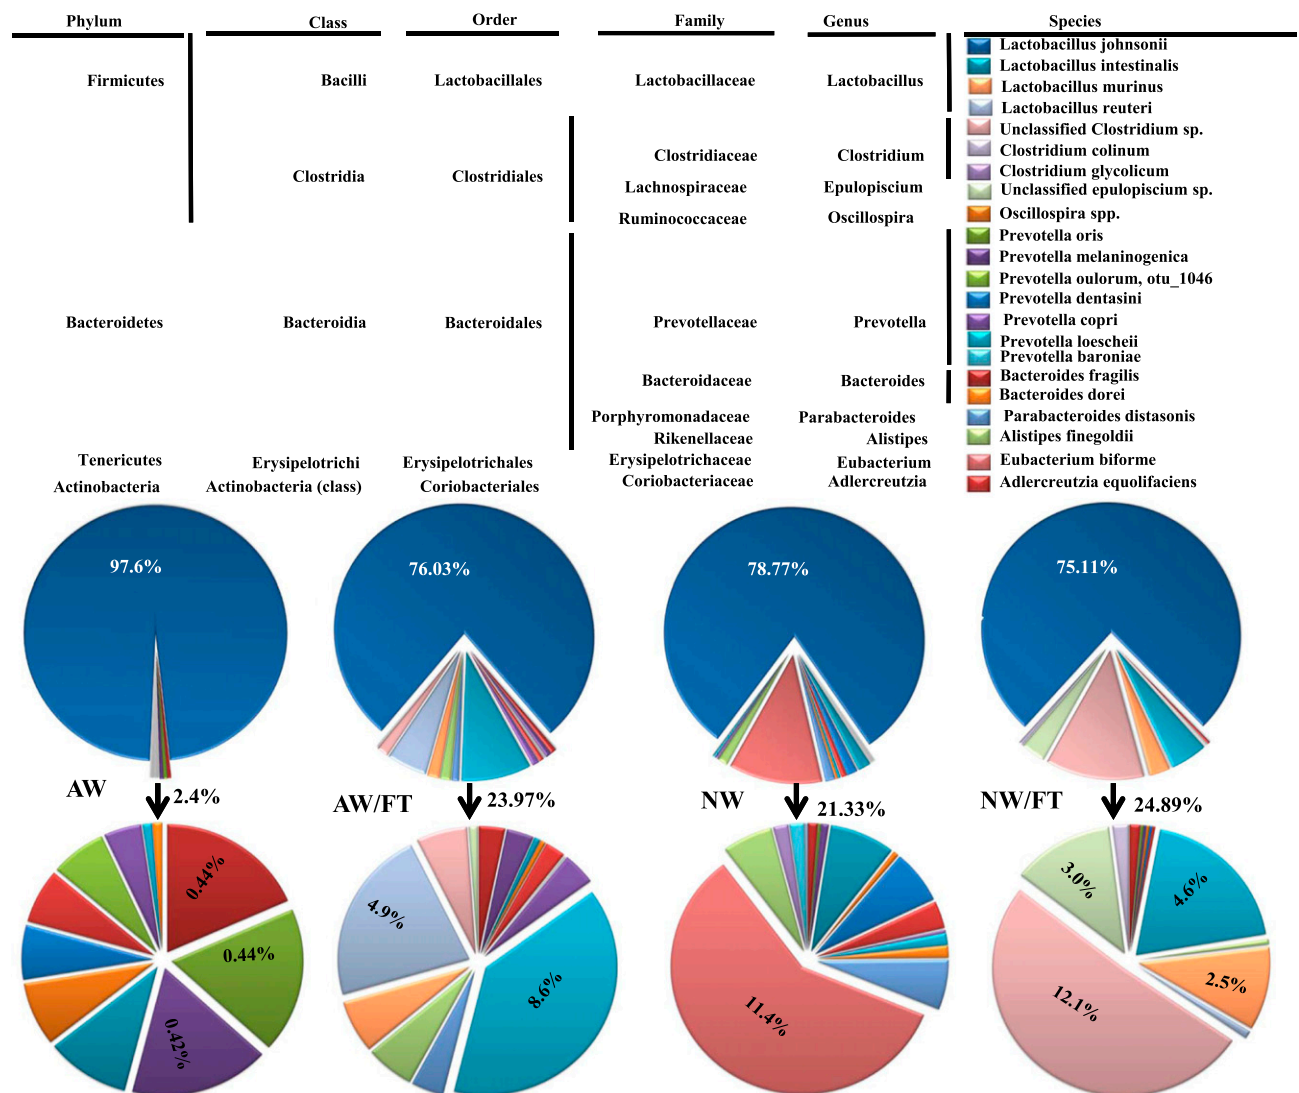 Phylum Class Order Family Genus Species
Lactobacillus johnsonii
Lactobacillus intestinalis
Firmicutes Bacilli Lactobacillales Lactobacillaceae Lactobacillus
Lactobacillus murinus
Lactobacillus reuteri
Unclassified Clostridium sp.
Clostridiaceae Clostridium Clostridium colinum
Clostridia Clostridiales Clostridium glycolicum
Lachnospiraceae Epulopiscium Unclassified epulopiscium sp.
Ruminococcaceae Oscillospira Oscillospira spp.
Prevotella oris
Prevotella melaninogenica
Prevotella oulorum, otu_1046
Prevotella dentasini
Bacteroidetes Bacteroidia Bacteroidales Prevotellaceae Prevotella Prevotella copri
Prevotella loescheii
Prevotella baroniae
Bacteroidaceae Bacteroides Bacteroides fragilis
Bacteroides dorei
Porphyromonadaceae Parabacteroides Parabacteroides distasonis
Rikenellaceae Alistipes Alistipes finegoldii
Tenericutes Erysipelotrichi Erysipelotrichales Erysipelotrichaceae Eubacterium Eubacterium biforme
Actinobacteria Actinobacteria (class) Coriobacteriales Coriobacteriaceae Adlercreutzia Adlercreutzia equolifaciens
97.6% 76.03% 78.77% 75.11%
AW 2.4% AW/FT 23.97% NW 21.33% NW/FT 24.89%
0.44%
0.44%
0.42%
4.9%
8.6%
11.4%
3.0%
4.6%
2.5%
12.1%